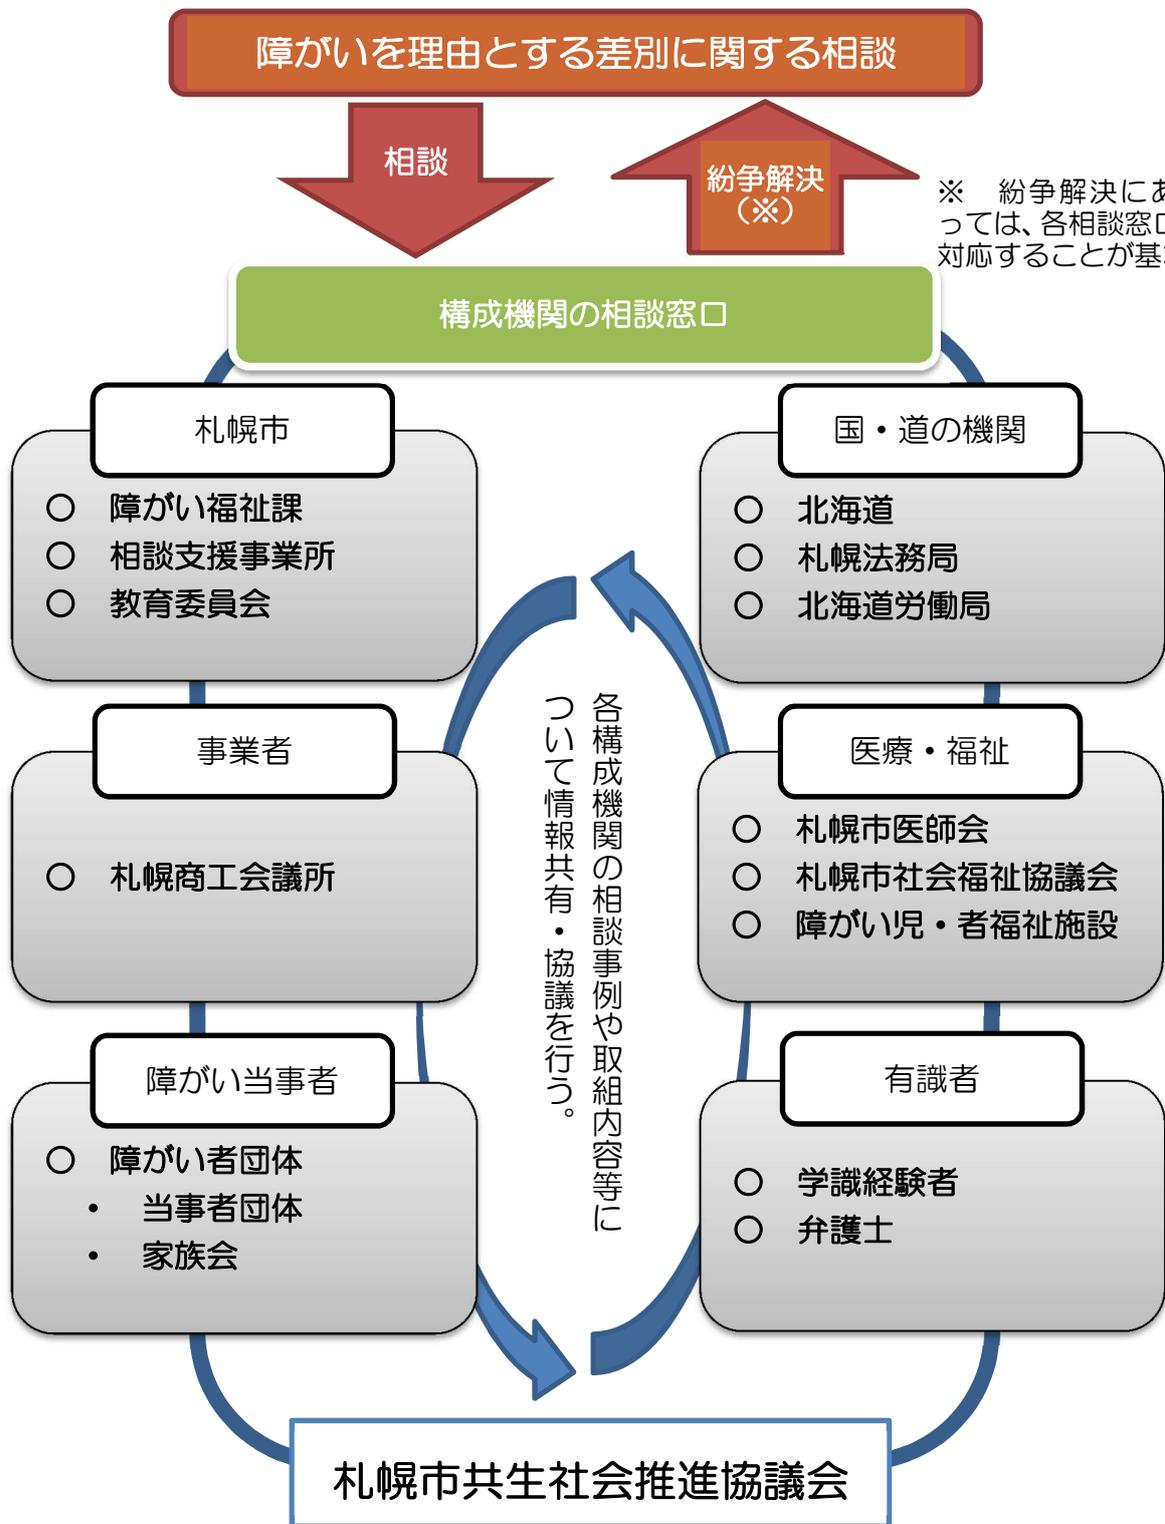 障がいを理由とする差別に関する相談
相談
紛争解決
（※）
※　紛争解決にあ
っては、各相談窓口
対応することが基
構成機関の相談窓口
札幌市
○　障がい福祉課
○　相談支援事業所
○　教育委員会
国・道の機関
○　北海道
○　札幌法務局
○　北海道労働局
事業者
○　札幌商工会議所
医療・福祉
○　札幌市医師会
○　札幌市社会福祉協議会
○　障がい児・者福祉施設
各構成機関の相談事例や取組内容等に
ついて情報共有・協議を行う。
障がい当事者
○　障がい者団体
・　当事者団体
・　家族会
有識者
○　学識経験者
○　弁護士
札幌市共生社会推進協議会